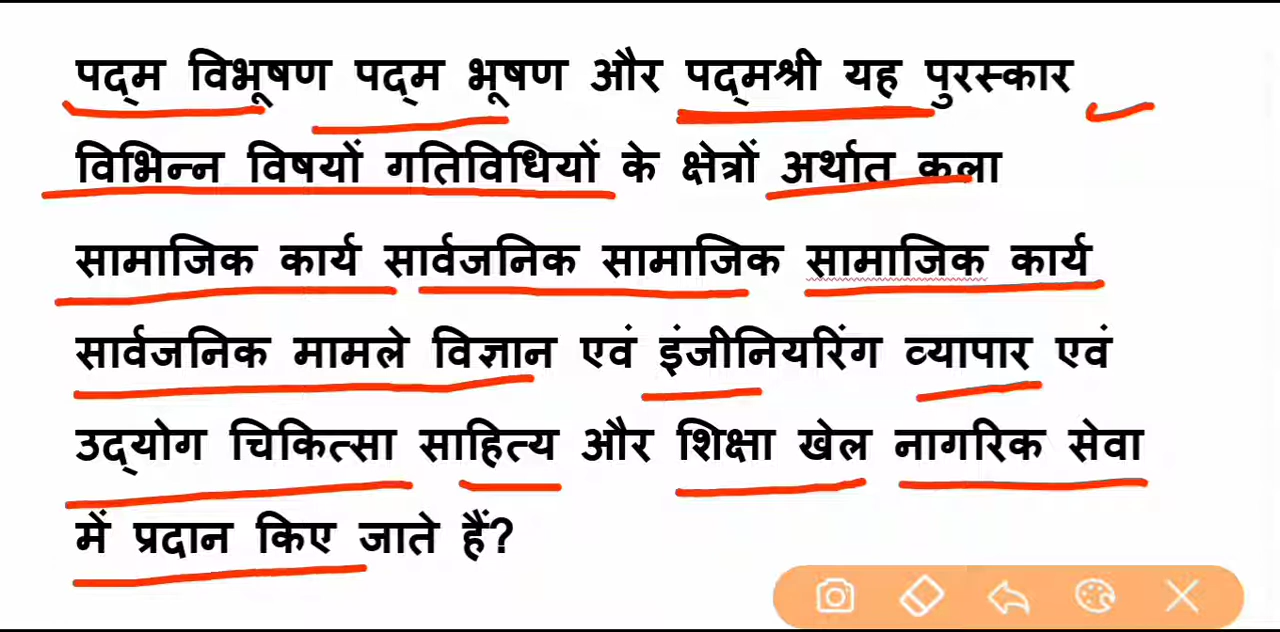 पद्म विभूषण पद्म भूषण और पद्मश्री यह पुरस्कार
विभिन्न विषयों गतिविधियों के क्षेत्रों अर्थात कला
सामाजिक कार्य सार्वजनिक सामाजिक सामाजिक कार्य
सार्वजनिक मामले विज्ञान एवं इंजीनियरिंग व्यापार एवं
उद्योग चिकित्सा साहित्य और शिक्षा खेल नागरिक सेवा
में प्रदान किए जाते हैं?